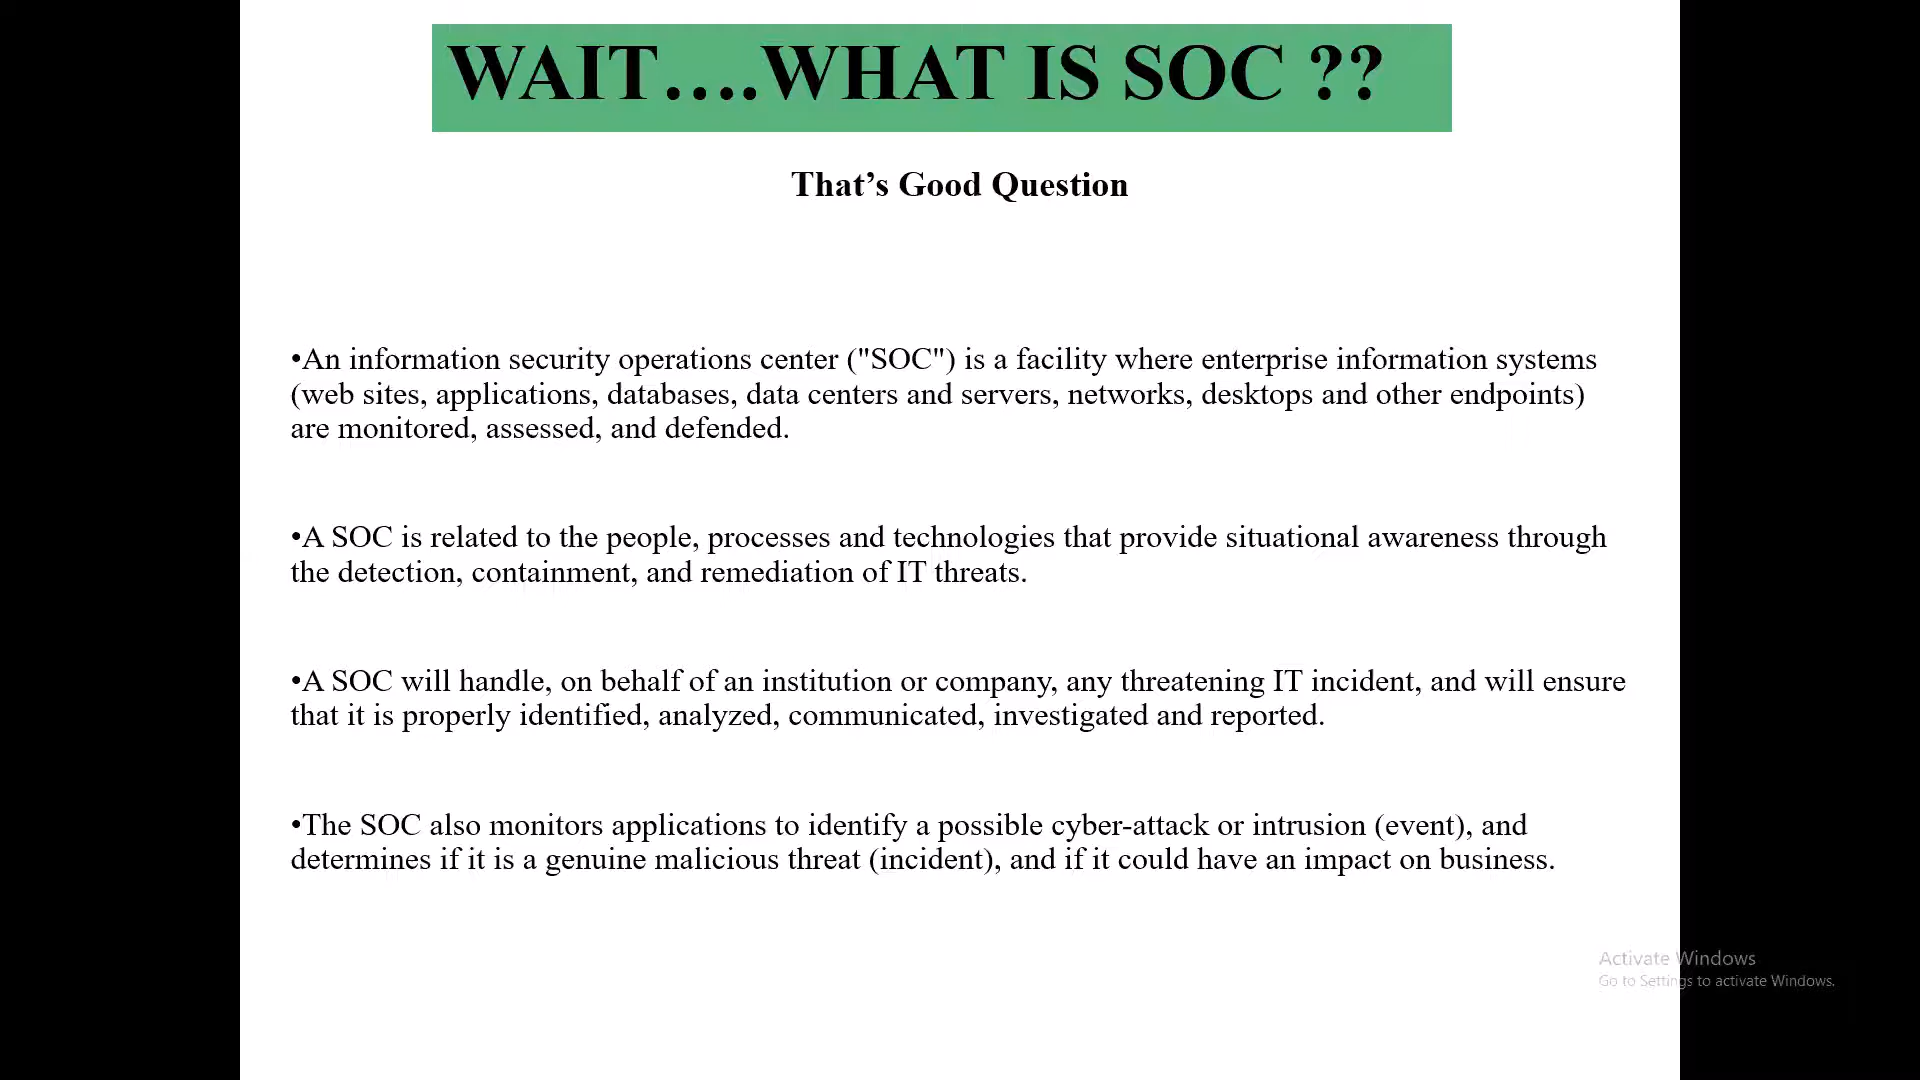 WAIT….WHAT IS SOC ??
That’s Good Question
•An information security operations center ("SOC") is a facility where enterprise information systems
(web sites, applications, databases, data centers and servers, networks, desktops and other endpoints)
are monitored, assessed, and defended.
•A SOC is related to the people, processes and technologies that provide situational awareness through
the detection, containment, and remediation of IT threats.
•A SOC will handle, on behalf of an institution or company, any threatening IT incident, and will ensure
that it is properly identified, analyzed, communicated, investigated and reported.
•The SOC also monitors applications to identify a possible cyber-attack or intrusion (event), and
determines if it is a genuine malicious threat (incident), and if it could have an impact on business.
Activate Windows
Go to Settings to activate Windows.